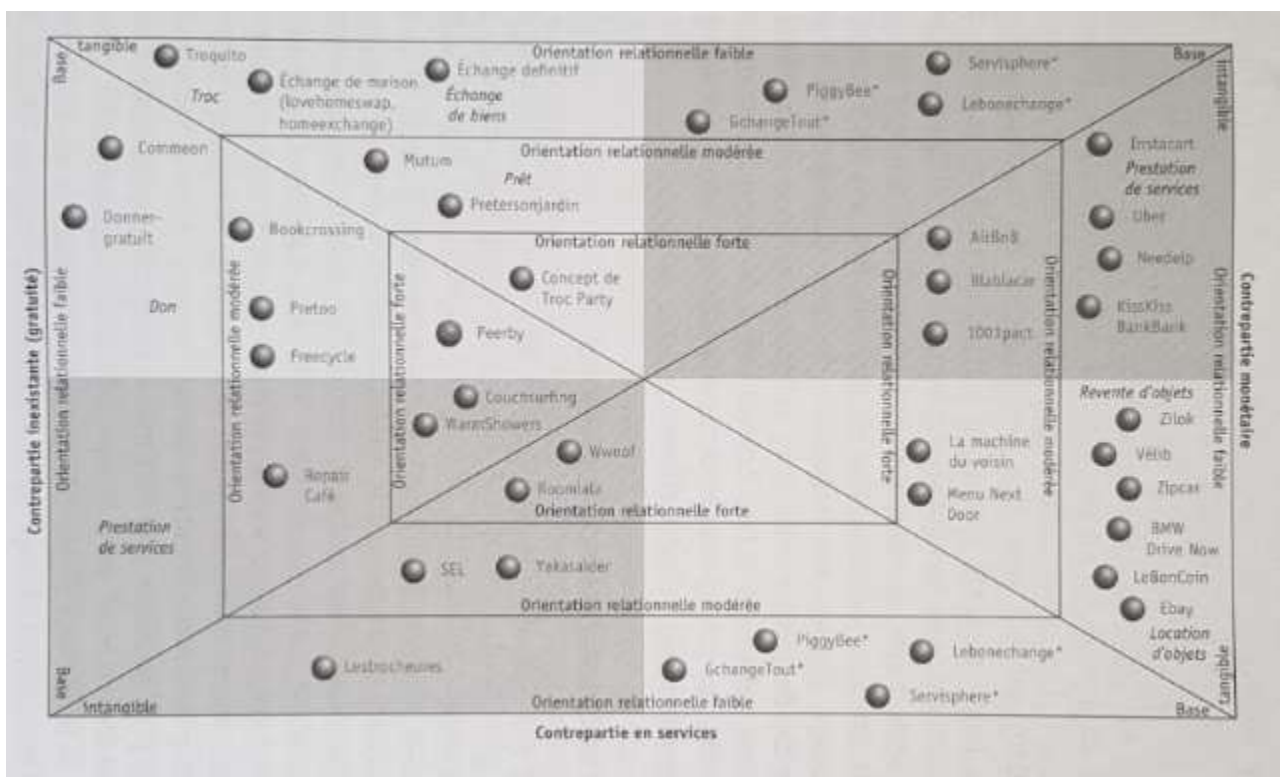 tangible
Base
Troquito
Troc
Échange de maison
(lovehomeswap,
homeexchange)
Échange définitif
Échange
de biens
Orientation relationnelle faible
PiggyBee*
GchangeTout*
Servisphere*
Lebonechange*
Base
intangible
Commeon
Donner-
gratuit
Don
Contrepartie inexistante (gratuité)
Orientation relationnelle faible
Orientation relationnelle modérée
Mutum
Prêt
Pretersonjardin
Orientation relationnelle modérée
Bookcrossing
Pretoo
Freecycle
Repair
Café
Orientation relationnelle forte
Concept de
Troc Party
Peerby
Couchsurfing
WarmShowers
Wwoof
Roomlala
Orientation relationnelle forte
Orientation relationnelle forte
Orientation relationnelle forte
AirBnB
Blablacar
1001pact
La machine
du voisin
Menu Next
Door
Orientation relationnelle modérée
Instacart
Prestation
de services
Uber
Needelp
KissKiss
BankBank
Orientation relationnelle faible
Contrepartie monétaire
Revente d'objets
Zilok
Vélib
Zipcar
BMW
Drive Now
LeBonCoin
Ebay
Location
d'objets
tangible
Base
Prestation
de services
SEL
Yakasaider
Orientation relationnelle modérée
Lestrocheures
PiggyBee*
GchangeTout*
Lebonechange*
Servisphere*
Base
Intangible
Orientation relationnelle faible
Contrepartie en services